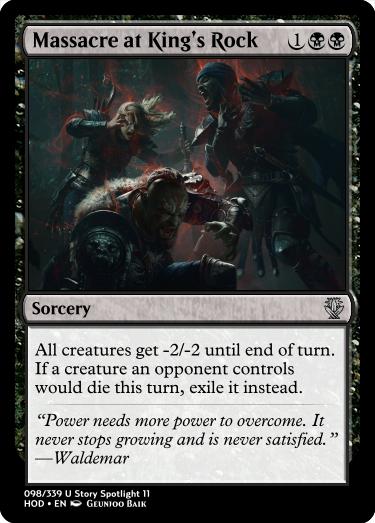 Massacre at King's Rock 1
Sorcery
All creatures get -2/-2 until end of turn.
If a creature an opponent controls
would die this turn, exile it instead.
“Power needs more power to overcome. It
never stops growing and is never satisfied.”
—Waldemar
098/339 U Story Spotlight 11
HOD • EN Geunjoo Baik